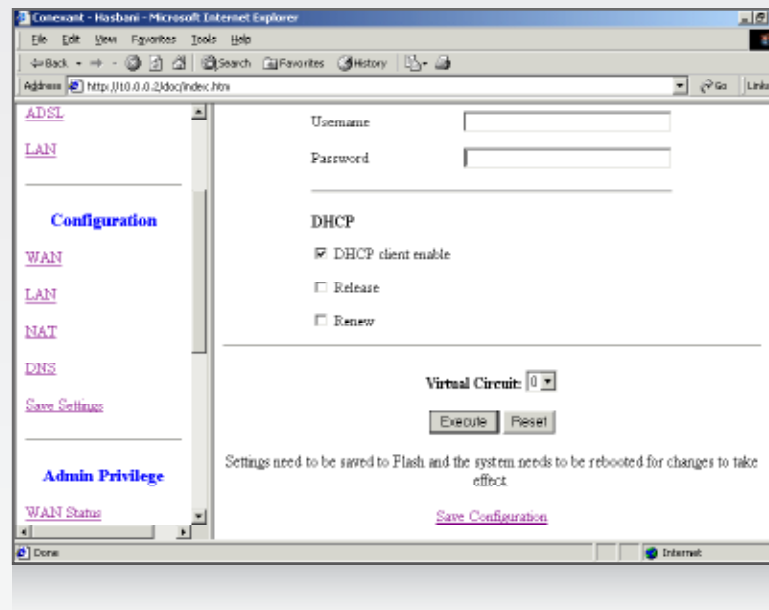 Conexant - Hasbani - Microsoft Internet Explorer
File Edit View Favorites Tools Help
Back Search Favorites History
Address http://10.0.0.2/doc/index.htm Go Links
ADSL
LAN
Configuration
WAN
LAN
NAT
DNS
Save Settings
Admin Privilege
WAN Status
Username
Password
DHCP
DHCP client enable
Release
Renew
Virtual Circuit: 0
Execute Reset
Settings need to be saved to Flash and the system needs to be rebooted for changes to take
effect
Save Configuration
Done Internet